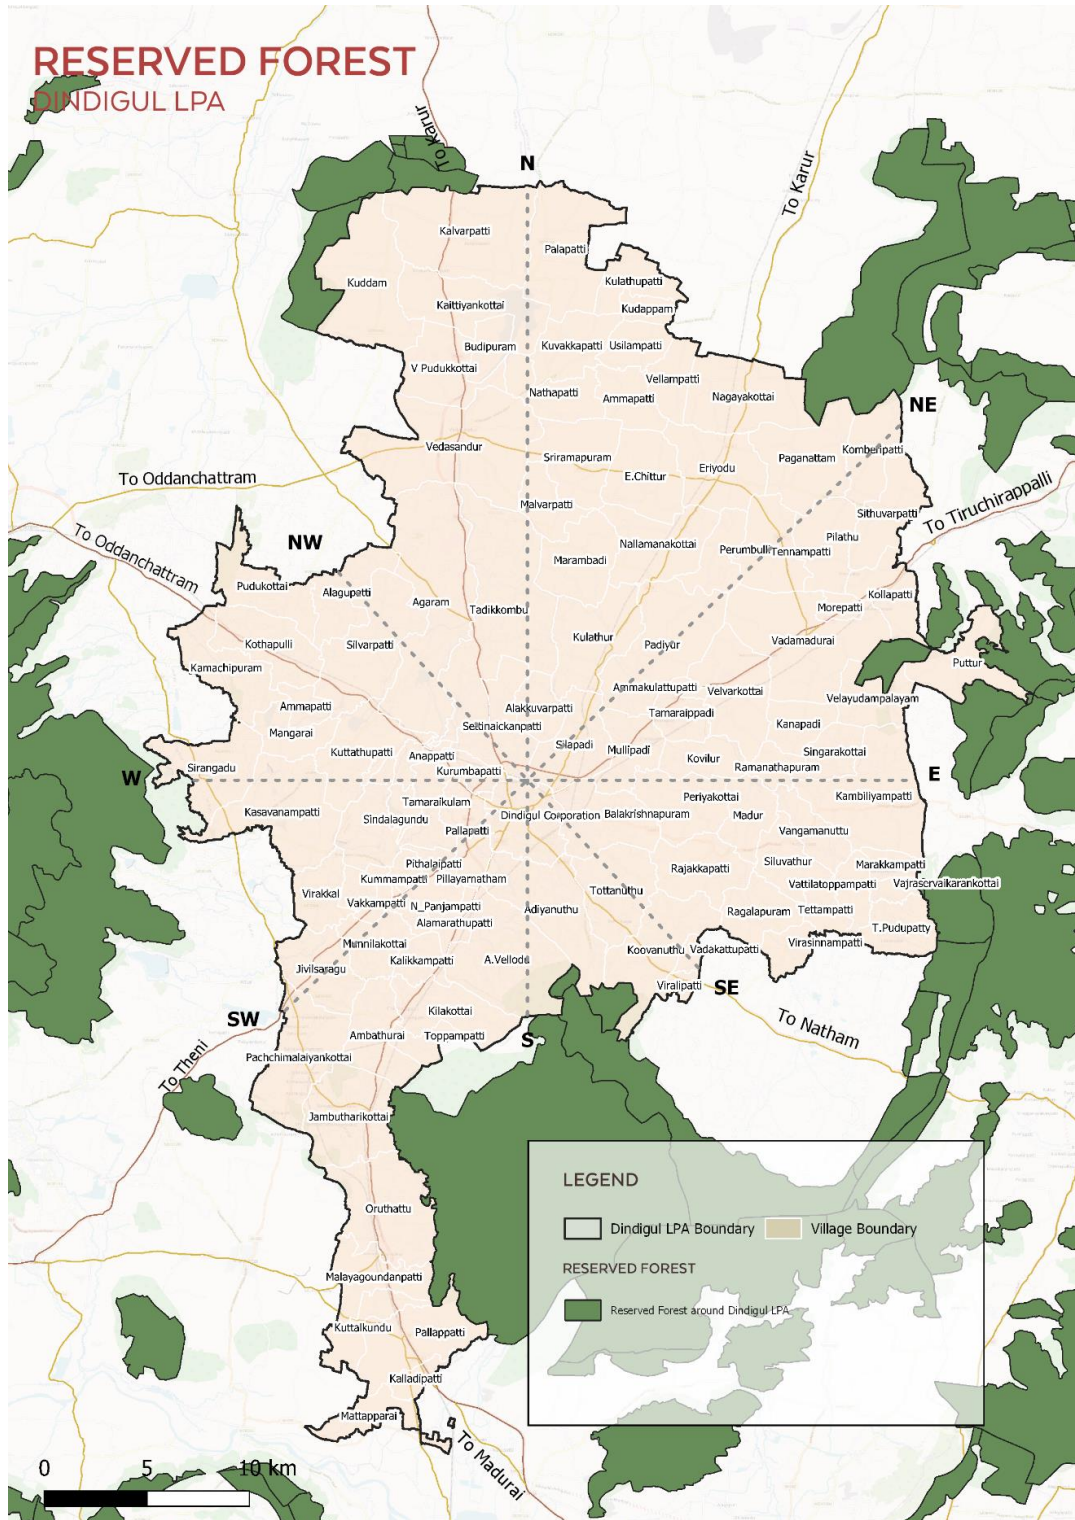 RESERVED FOREST
DINDIGUL LPA
To Karur
N
To Karur
Kalvarpatti
Palapatti
Kuddam
Kulathupatti
Kaittiyankottai
Kudappam
Budipuram
Kuvakkapatti
Usilampatti
V Pudukkottai
Vellampatti
Nathapatti
Ammapatti
Nagayakottai
NE
Vedasandur
Sriramapuram
Paganattam
Kombenpatti
To Oddanchattram
E.Chittur
Eriyodu
Malvarpatti
Sithuvarpatti
To Tiruchirappalli
To Oddanchattram
NW
Nallamanakottai
Perumbulli
Tennampatti
Pilathu
Marambadi
Pudukottai
Alagupatti
Agaram
Tadikkombu
Morepatti
Kollapatti
Kothapulli
Silvarpatti
Kulathur
Padiyur
Vadamadurai
Kamachipuram
Puttur
Ammakulattupatti
Velvarkottai
Velayudampalayam
Ammapatti
Alakkuvarpatti
Tamaraippadi
Mangarai
Settinaickanpatti
Kanapadi
Kuttathupatti
Anappatti
Silapadi
Mullipadi
Kovilur
Singarakottai
W
Sirangadu
Kurumbapatti
Ramanathapuram
E
Kasavanampatti
Tamaraikulam
Periyakottai
Kambiliyampatti
Sindalagundu
Dindigul Corporation
Balakrishnapuram
Madur
Pallapatti
Vangamanuttu
Pithalaipatti
Rajakkapatti
Siluvathur
Marakkampatti
Kummampatti
Pillayarnatham
Tottanuthu
Vattilatoppampatti
Vajraservaikarankottai
Virakkal
Vakkampatti
N_Panjampatti
Adiyanuthu
Ragalapuram
Tettampatti
Alamarathupatti
T.Pudupatty
Munnilakottai
Koovanuthu
Vadakattupatti
Virasinnampatti
Jivilsaragu
Kalikkampatti
A.Vellodu
Viralipatti
SE
SW
Kilakottai
To Natham
Ambathurai
Toppampatti
S
To Theni
Pachchimalaiyankottai
Jambutharikottai
LEGEND
Dindigul LPA Boundary
Village Boundary
Oruthattu
RESERVED FOREST
Malayagoundanpatti
Reserved Forest around Dindigul LPA
Kuttalkundu
Pallappatti
Kalladipatti
Mattapparai
To Madurai
0 5 10 km